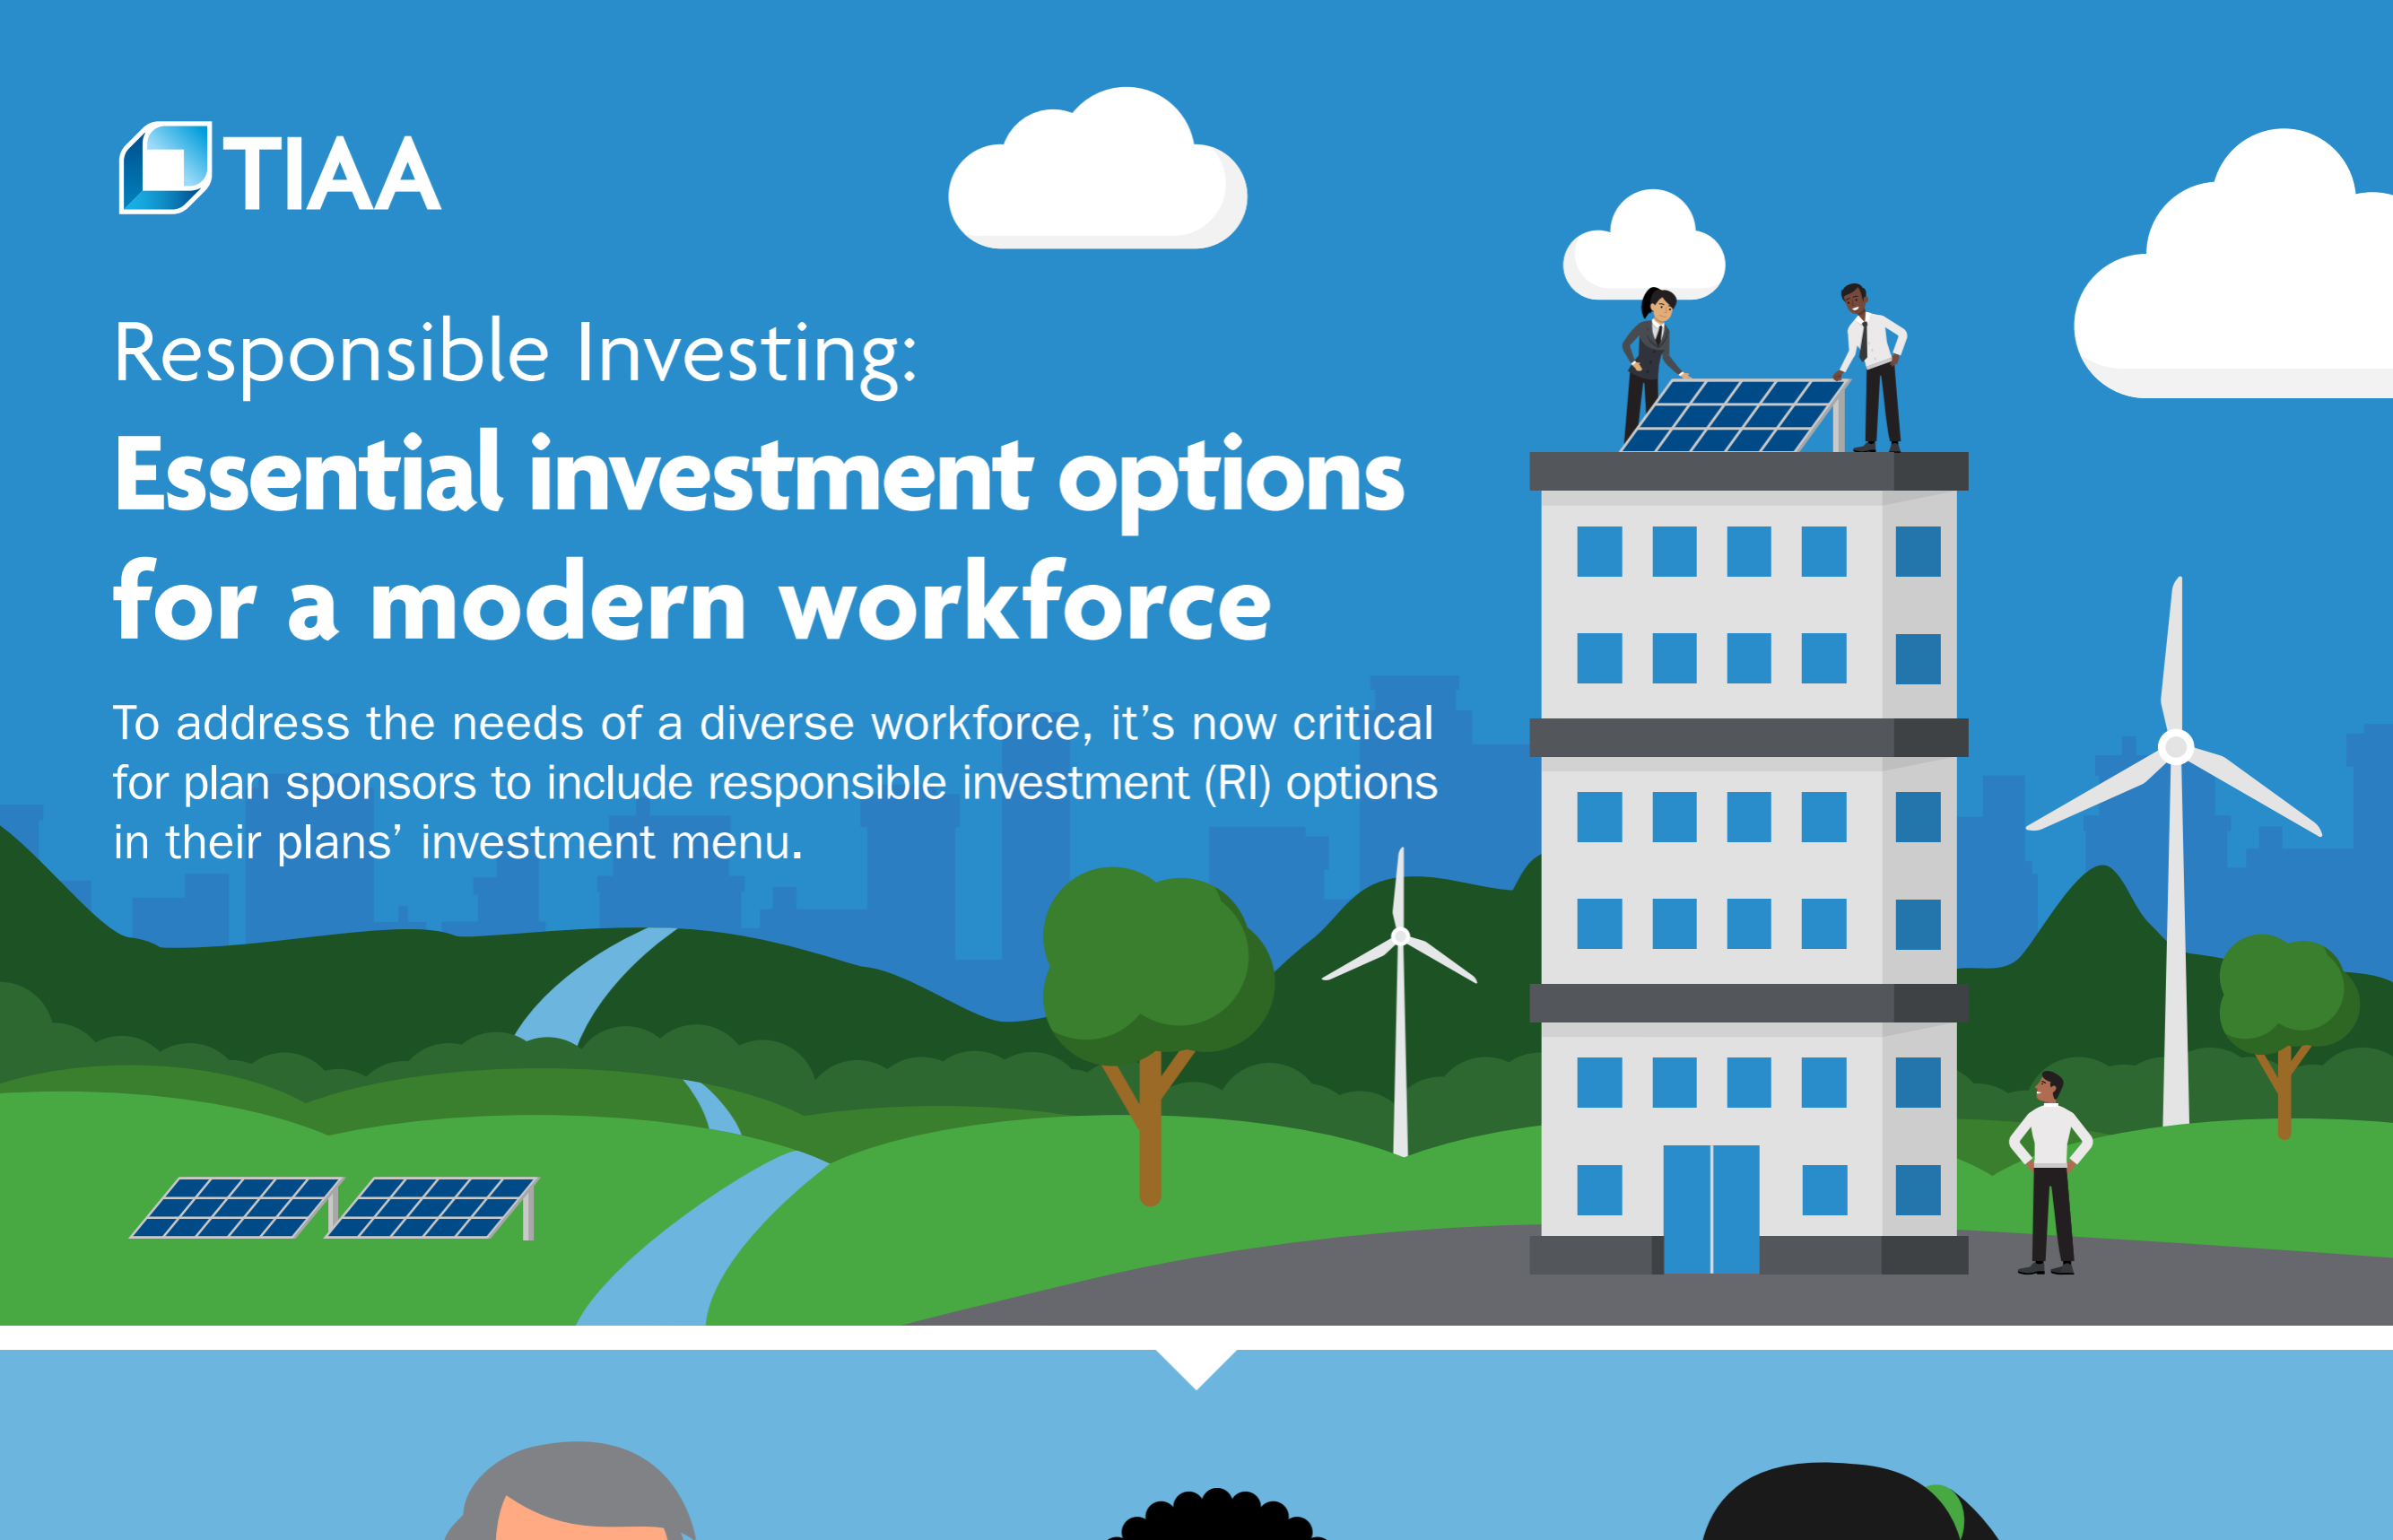 TIAA
Responsible Investing:
Essential investment options
for a modern workforce
To address the needs of a diverse workforce, it’s now critical
for plan sponsors to include responsible investment (RI) options
in their plans’ investment menu.